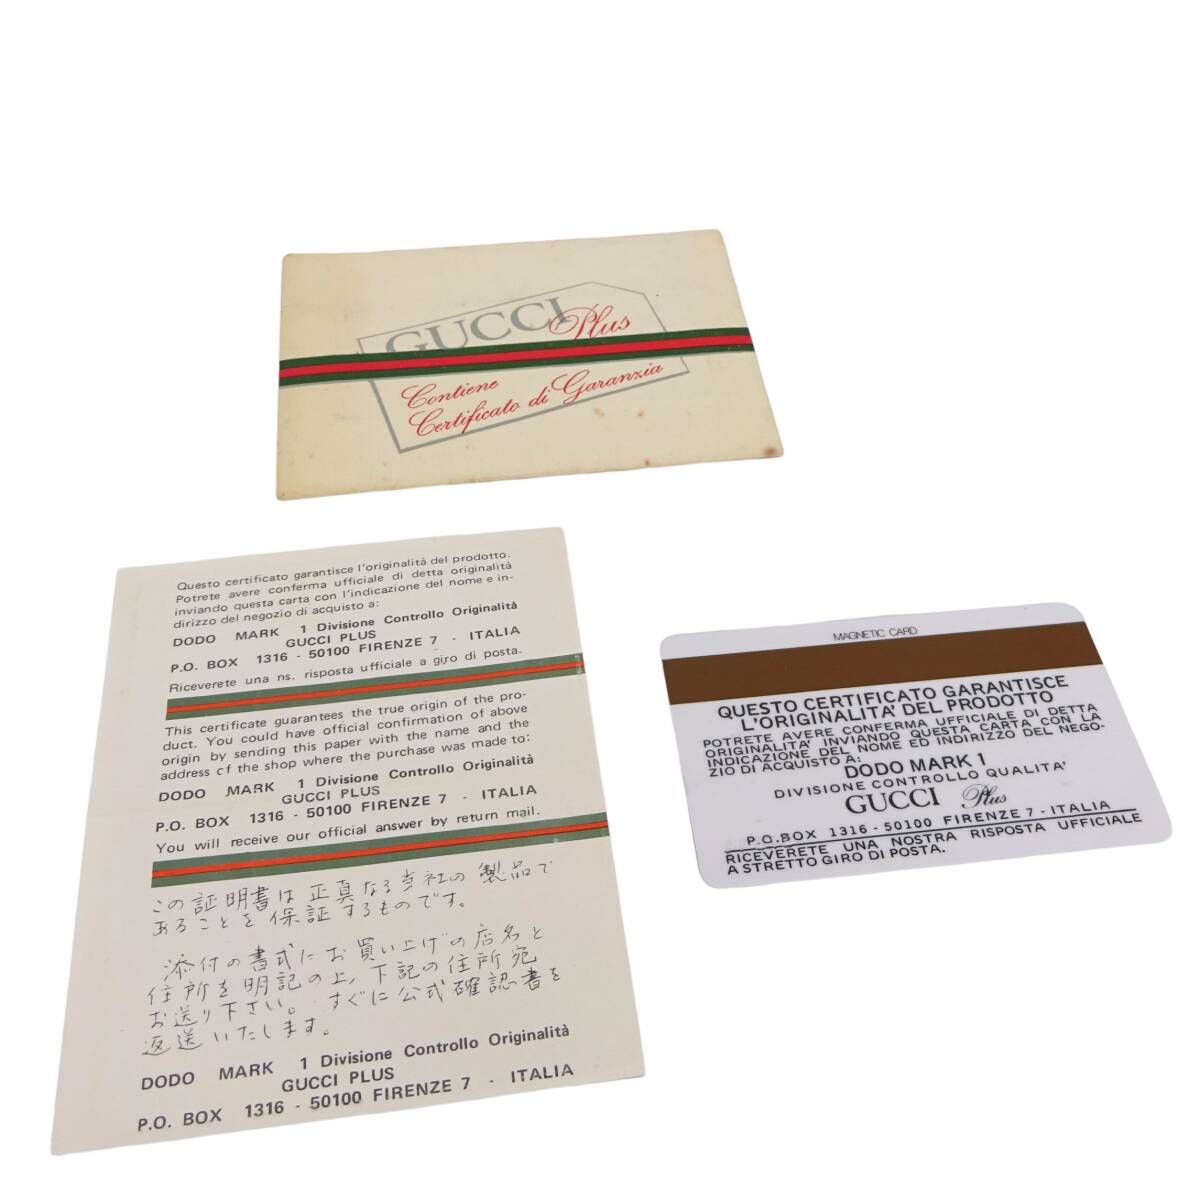 GUCCI Plus
Contiene
Certificato di Garanzia
Questo certificato garantisce l'originalità del prodotto.
Potrete avere conferma ufficiale di detta originalità
inviando questa carta con l'indicazione del nome e in-
dirizzo del negozio di acquisto a:
DODO MARK 1 Divisione Controllo Originalità
GUCCI PLUS
P.O. BOX 1316 - 50100 FIRENZE 7 - ITALIA
Riceverete una ns. risposta ufficiale a giro di posta.
This certificate guarantees the true origin of the pro-
duct. You could have official confirmation of above
origin by sending this paper with the name and the
address of the shop where the purchase was made to:
DODO MARK 1 Divisione Controllo Originalità
GUCCI PLUS
P.O. BOX 1316 - 50100 FIRENZE 7 - ITALIA
You will receive our official answer by return mail.
この証明書は正真なる当社の製品で
あることを保証するものです。
添付の書式にお買い上げの店名と
住所を明記の上、下記の住所宛
お送り下さい。すぐに公式確認書を
返送いたします。
DODO MARK 1 Divisione Controllo Originalità
GUCCI PLUS
P.O. BOX 1316 - 50100 FIRENZE 7 - ITALIA
MAGNETIC CARD
QUESTO CERTIFICATO GARANTISCE
L'ORIGINALITA' DEL PRODOTTO
POTRETE AVERE CONFERMA UFFICIALE DI DETTA
ORIGINALITA' INVIANDO QUESTA CARTA CON LA
INDICAZIONE DEL NOME ED INDIRIZZO DEL NEGO-
ZIO DI ACQUISTO A:
DODO MARK 1
DIVISIONE CONTROLLO QUALITA'
GUCCI Plus
P.O.BOX 1316 - 50100 FIRENZE 7 - ITALIA
RICEVERETE UNA NOSTRA RISPOSTA UFFICIALE
A STRETTO GIRO DI POSTA.